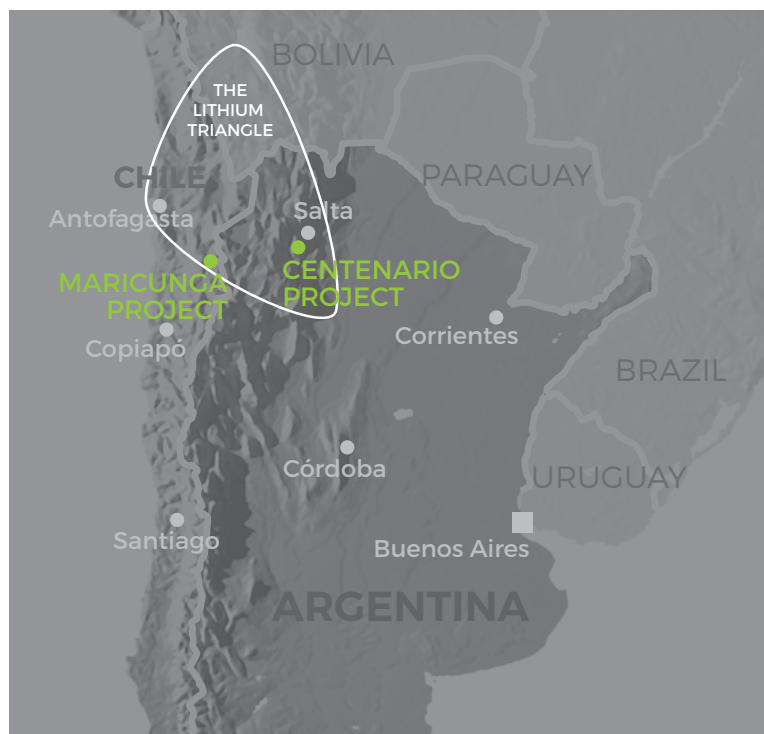 BOLIVIA
THE
LITHIUM
TRIANGLE
CHILE
PARAGUAY
Antofagasta
Salta
MARICUNGA
PROJECT
CENTENARIO
PROJECT
Copiapó
Corrientes
BRAZIL
Córdoba
URUGUAY
Santiago
Buenos Aires
ARGENTINA